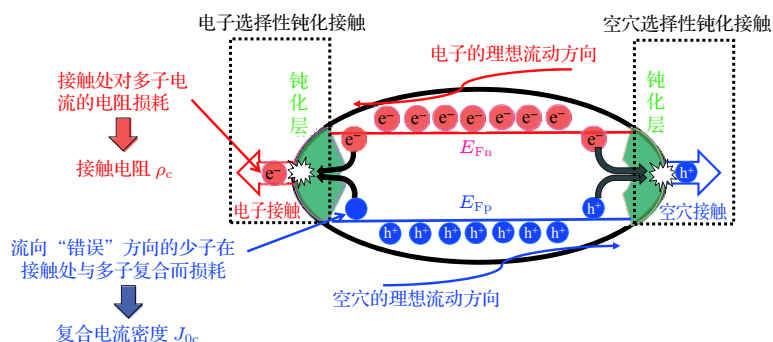 电子选择性钝化接触
空穴选择性钝化接触
电子的理想流动方向
接触处对多子电
流的电阻损耗
接触电阻 ρc
钝化层
钝化层
e⁻ e⁻ e⁻ e⁻ e⁻ e⁻ e⁻
e⁻
e⁻
EFn
e⁻
h⁺
电子接触
EFp
h⁺
空穴接触
流向“错误”方向的少子在
接触处与多子复合而损耗
h⁺ h⁺ h⁺ h⁺ h⁺ h⁺ h⁺
空穴的理想流动方向
复合电流密度 J0c